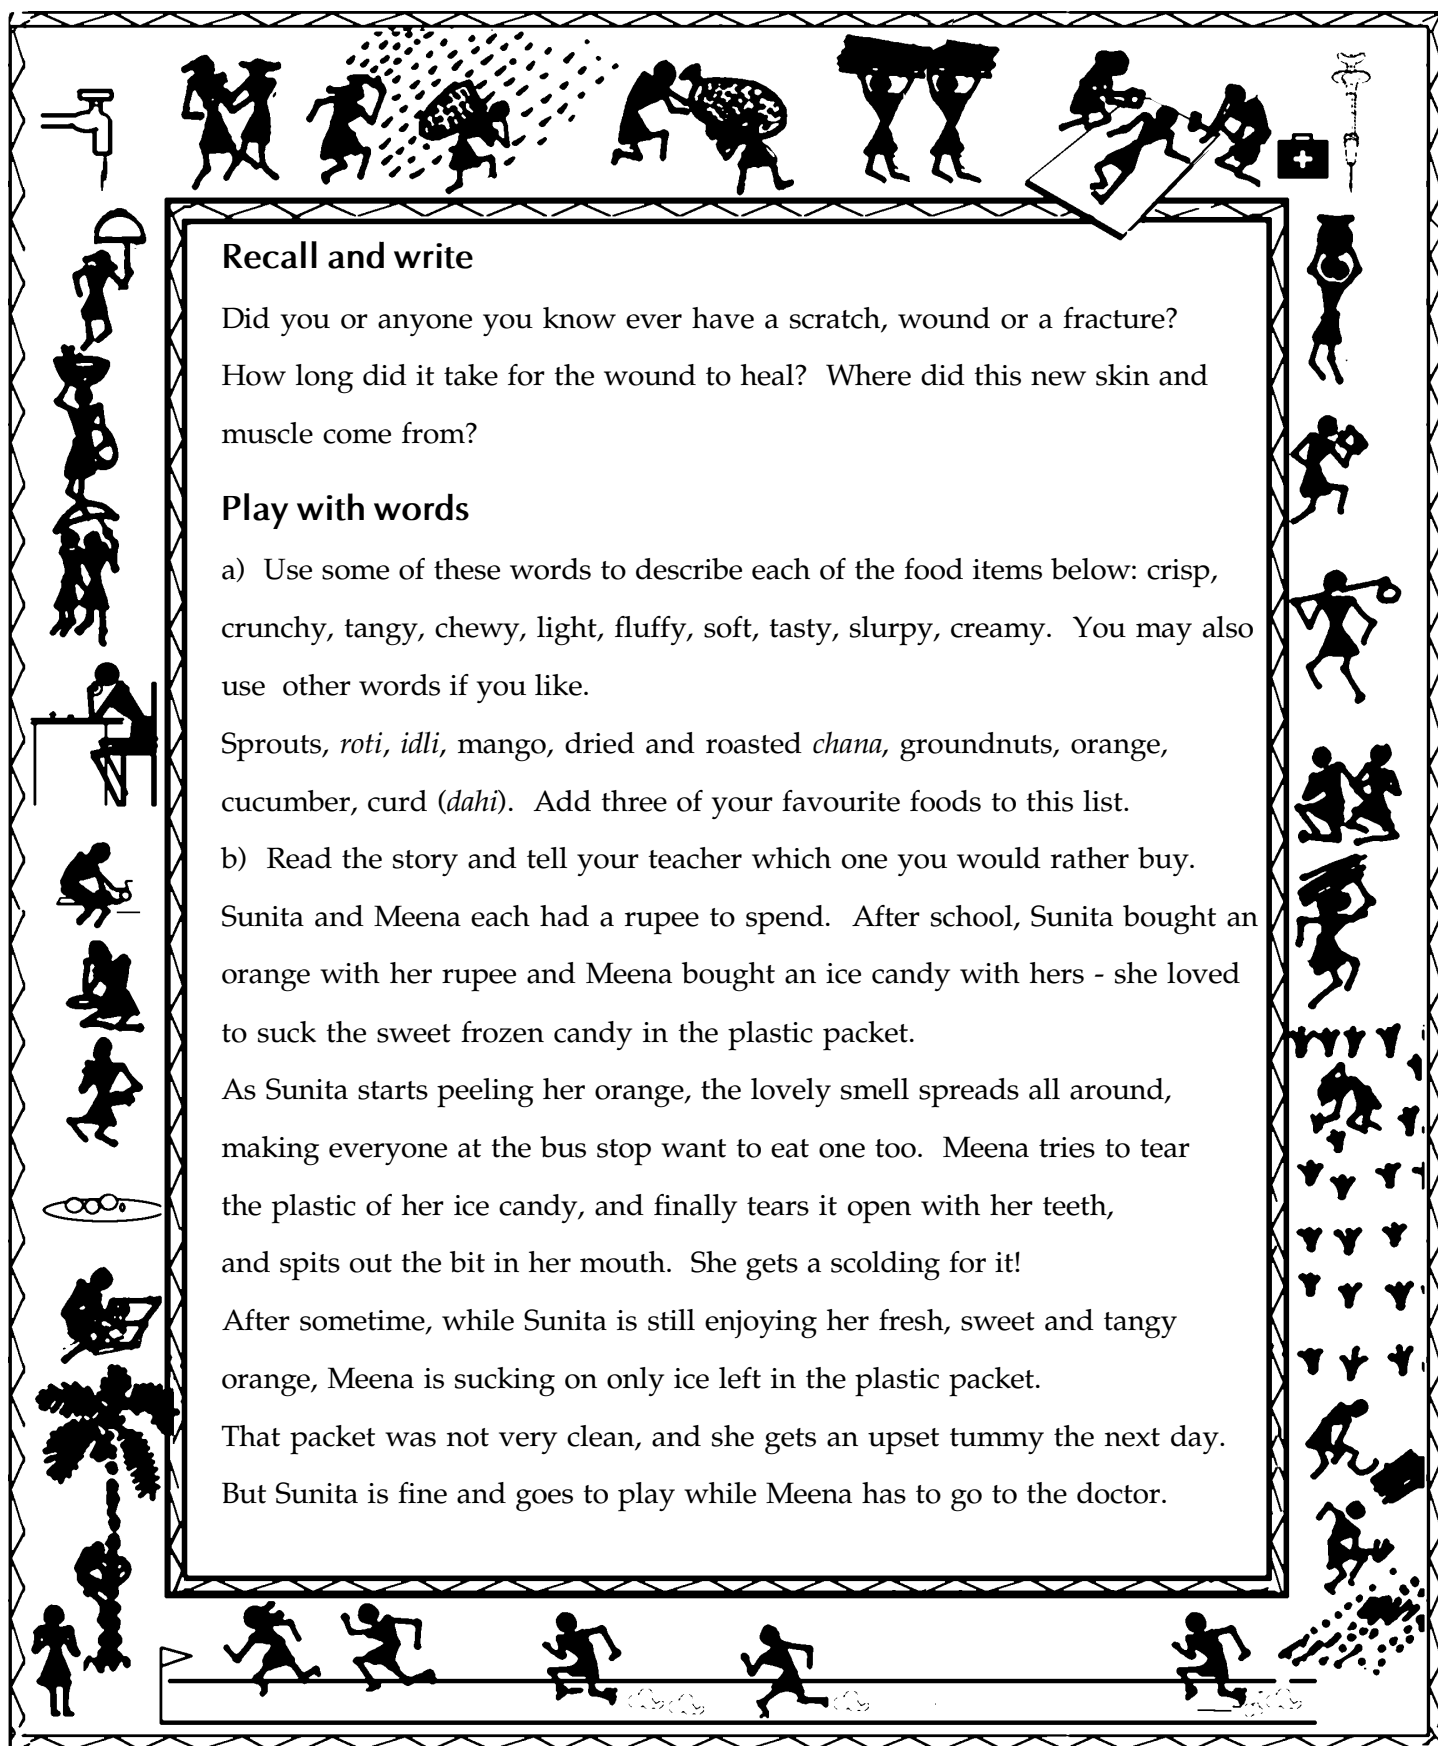 Recall and write
Did you or anyone you know ever have a scratch, wound or a fracture?
How long did it take for the wound to heal? Where did this new skin and
muscle come from?
Play with words
a) Use some of these words to describe each of the food items below: crisp,
crunchy, tangy, chewy, light, fluffy, soft, tasty, slurpy, creamy. You may also
use other words if you like.
Sprouts, roti, idli, mango, dried and roasted chana, groundnuts, orange,
cucumber, curd (dahi). Add three of your favourite foods to this list.
b) Read the story and tell your teacher which one you would rather buy.
Sunita and Meena each had a rupee to spend. After school, Sunita bought an
orange with her rupee and Meena bought an ice candy with hers - she loved
to suck the sweet frozen candy in the plastic packet.
As Sunita starts peeling her orange, the lovely smell spreads all around,
making everyone at the bus stop want to eat one too. Meena tries to tear
the plastic of her ice candy, and finally tears it open with her teeth,
and spits out the bit in her mouth. She gets a scolding for it!
After sometime, while Sunita is still enjoying her fresh, sweet and tangy
orange, Meena is sucking on only ice left in the plastic packet.
That packet was not very clean, and she gets an upset tummy the next day.
But Sunita is fine and goes to play while Meena has to go to the doctor.